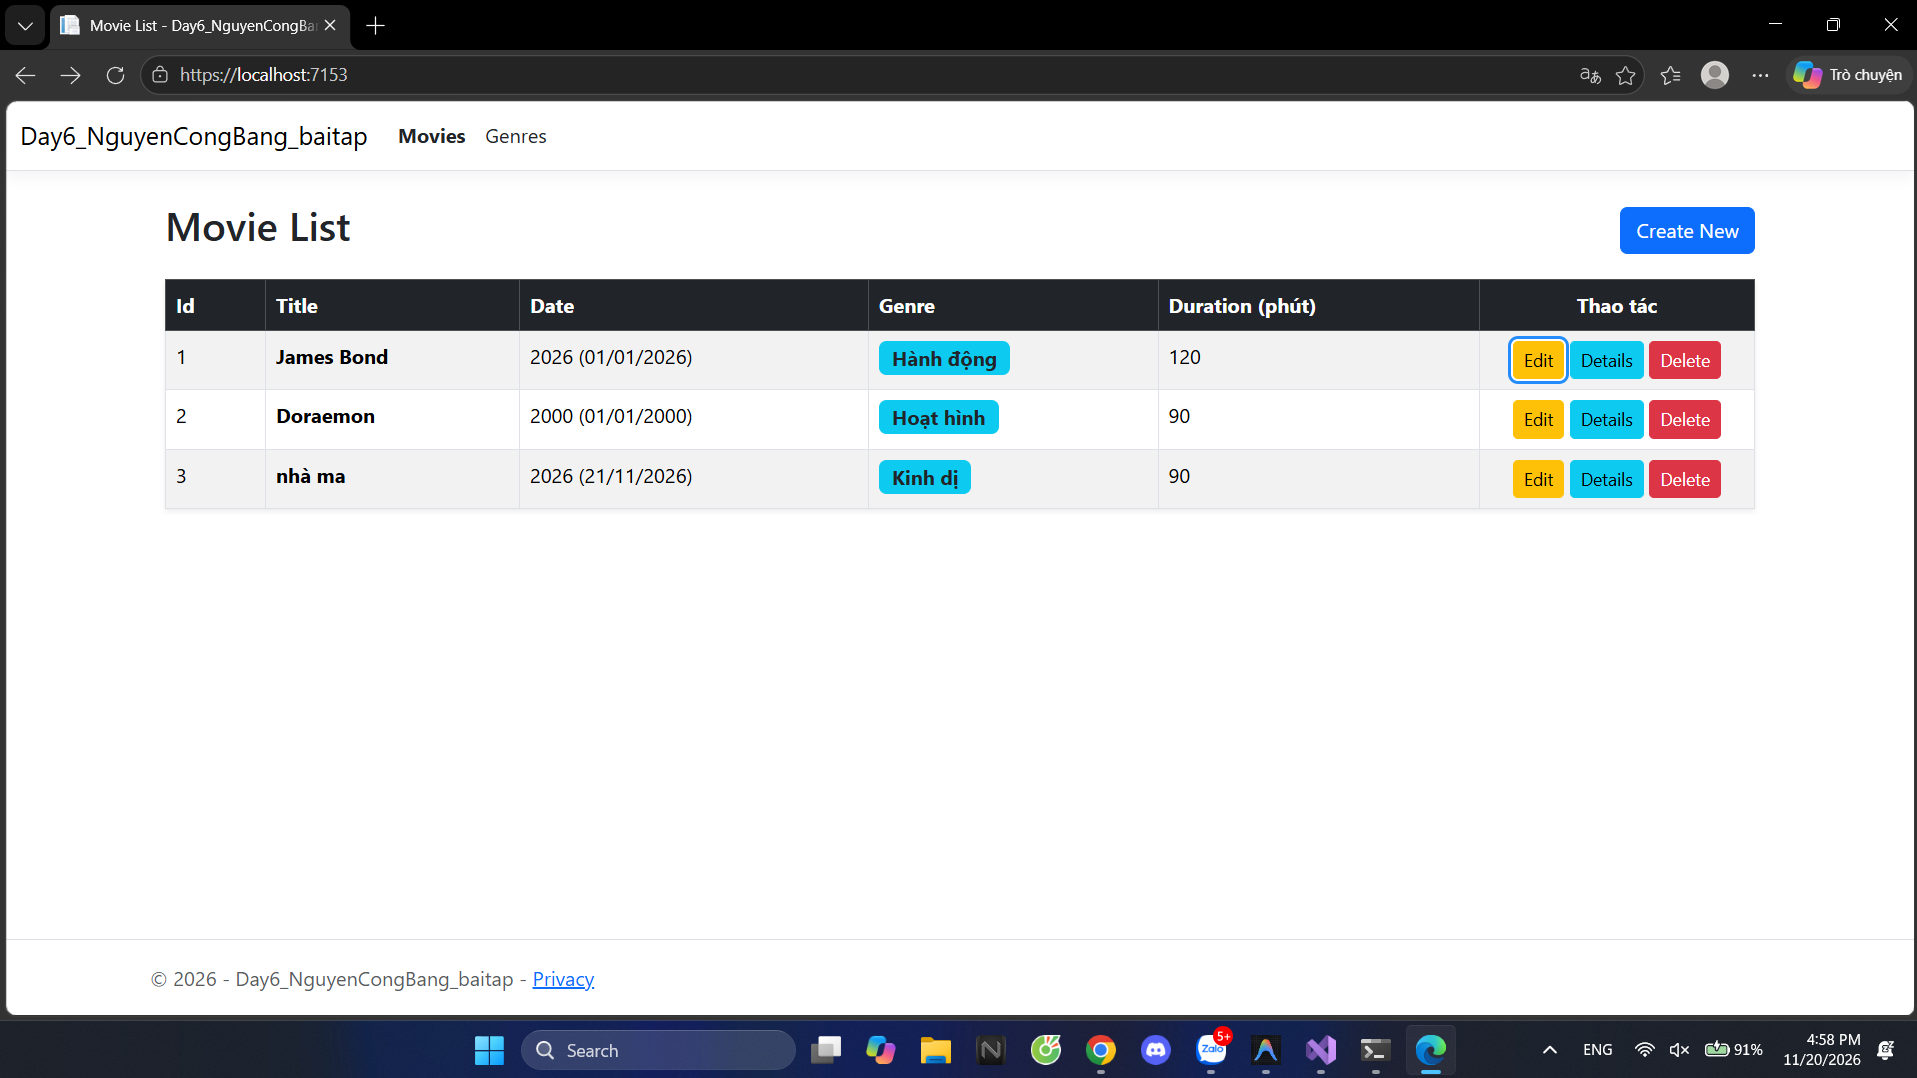 Movie List - Day6_NguyenCongBa
https://localhost:7153
Trò chuyện
Day6_NguyenCongBang_baitap Movies Genres
Movie List
Create New
Id Title Date Genre Duration (phút) Thao tác
1 James Bond 2026 (01/01/2026) Hành động 120 Edit Details Delete
2 Doraemon 2000 (01/01/2000) Hoạt hình 90 Edit Details Delete
3 nhà ma 2026 (21/11/2026) Kinh dị 90 Edit Details Delete
© 2026 - Day6_NguyenCongBang_baitap - Privacy
Search
Zalo
5+
ENG
91%
4:58 PM
11/20/2026